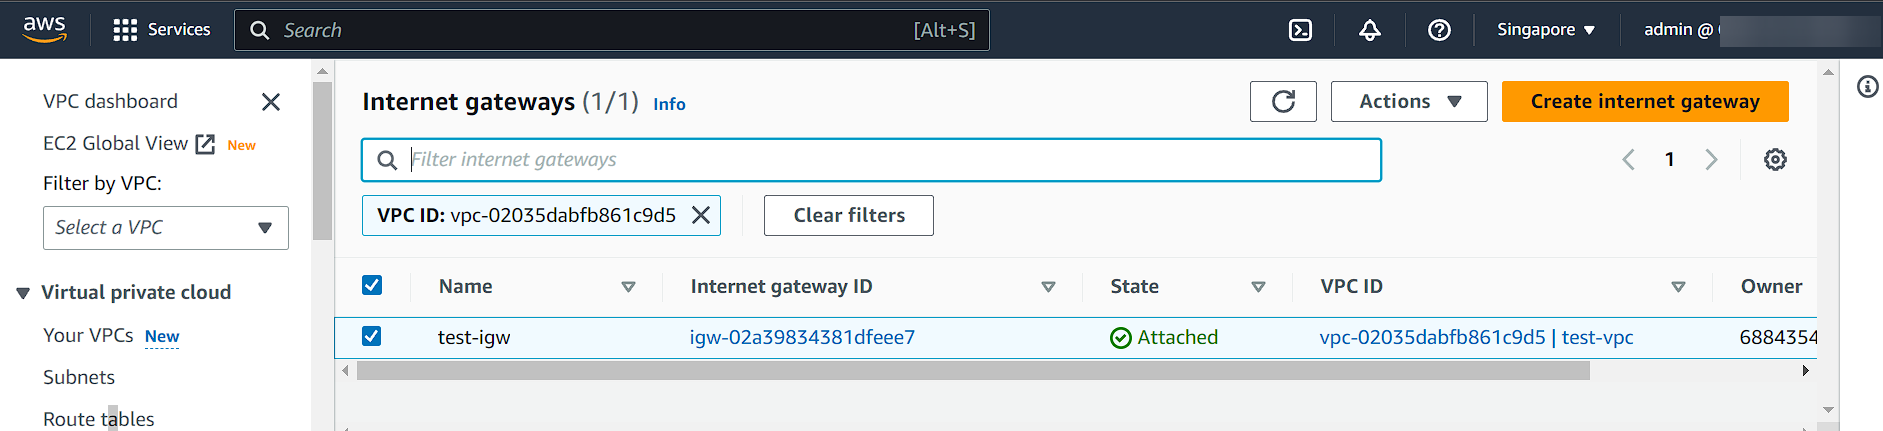 aws Services Search [Alt+S] Singapore admin @
VPC dashboard
EC2 Global View New
Filter by VPC:
Select a VPC
Virtual private cloud
Your VPCs New
Subnets
Route tables
Internet gateways (1/1) Info Actions Create internet gateway
Filter internet gateways 1
VPC ID: vpc-02035dabfb861c9d5 Clear filters
Name Internet gateway ID State VPC ID Owner
test-igw igw-02a39834381dfeee7 Attached vpc-02035dabfb861c9d5 | test-vpc 6884354